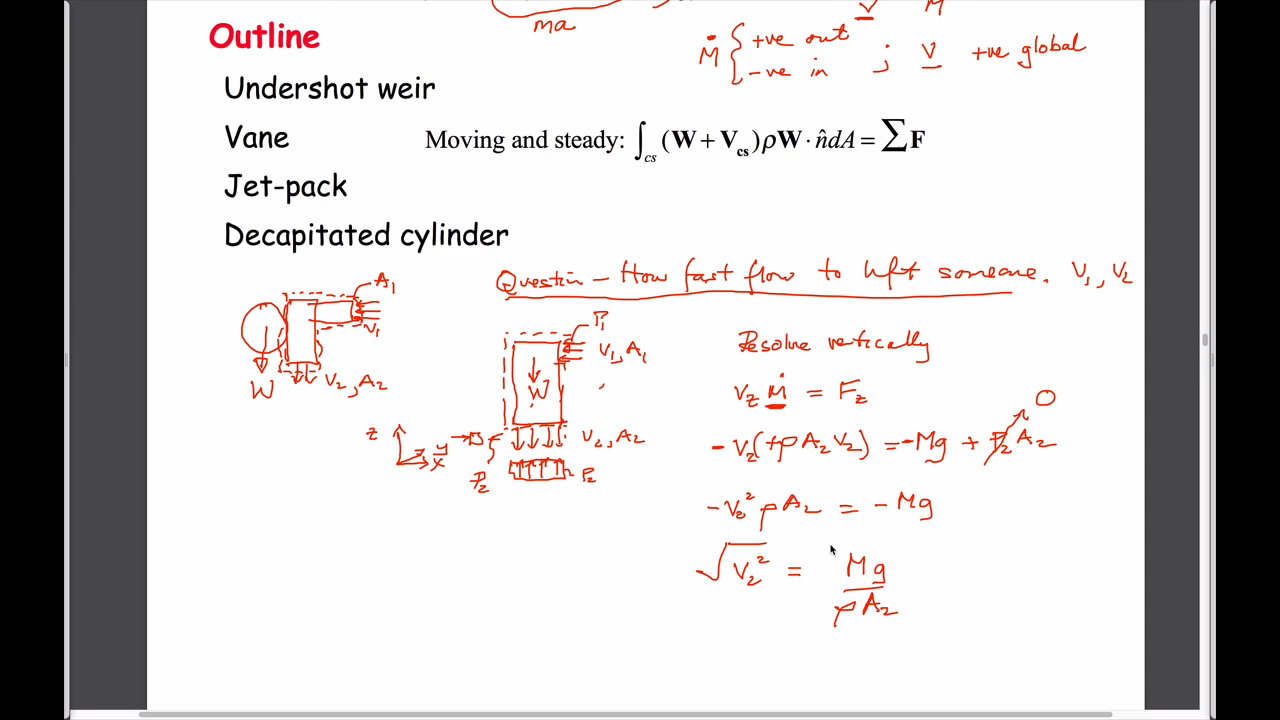 ma
V M
Outline
Ṁ { +ve out
-ve in ; V +ve global
Undershot weir
Vane
Moving and steady: ∫cs (W + Vcs)ρW · n̂dA = ∑F
Jet-pack
Decapitated cylinder
Question – How fast flow to lift someone. V₁, V₂
A₁
V₁
W
V₂, A₂
P₁
V₁, A₁
W
V₂, A₂
P₂
P₂
z
y
x
Resolve vertically
Vz Ṁ = Fz
0
-V₂(+ρA₂V₂) = -Mg + P₂A₂
-V₂²ρA₂ = -Mg
√V₂² = Mg
ρA₂